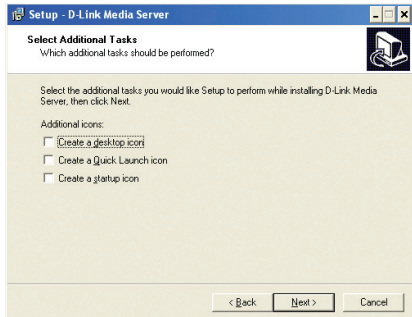 Setup - D-Link Media Server
Select Additional Tasks
Which additional tasks should be performed?
Select the additional tasks you would like Setup to perform while installing D-Link Media
Server, then click Next.
Additional icons:
Create a desktop icon
Create a Quick Launch icon
Create a startup icon
< Back Next > Cancel